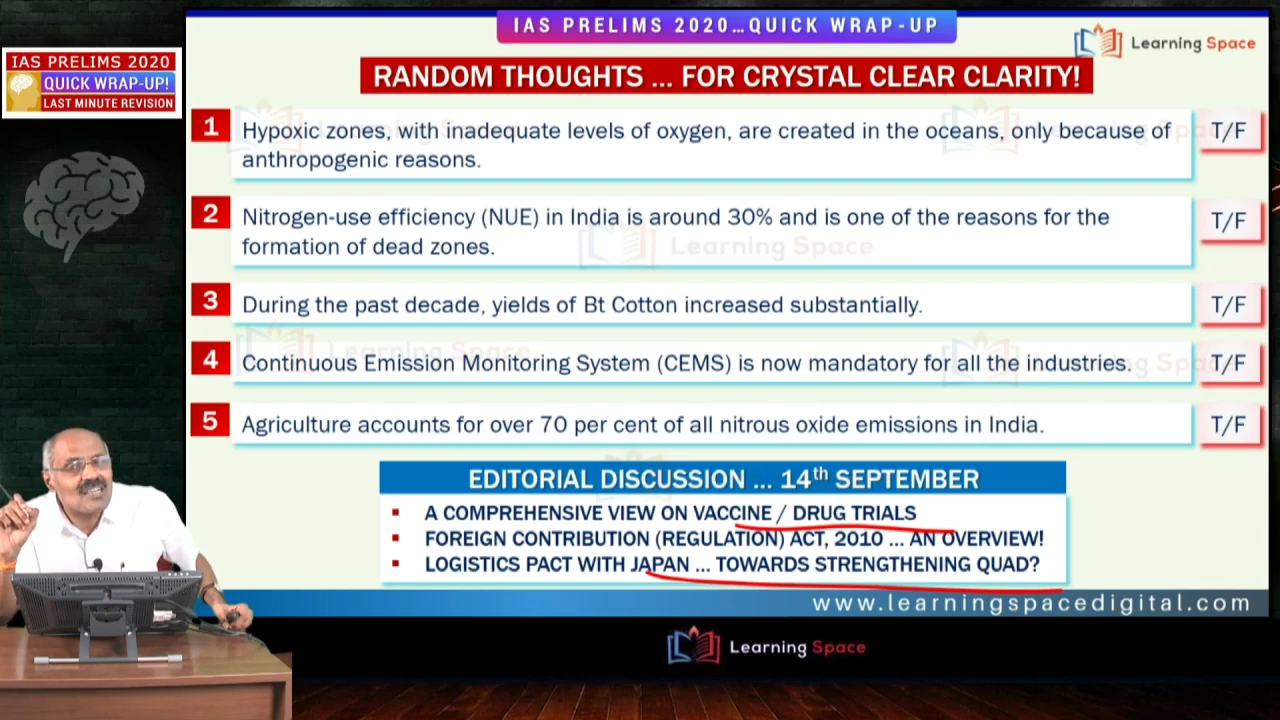 IAS PRELIMS 2020...QUICK WRAP-UP
Learning Space
IAS PRELIMS 2020
QUICK WRAP-UP!
LAST MINUTE REVISION
RANDOM THOUGHTS ... FOR CRYSTAL CLEAR CLARITY!
1 Hypoxic zones, with inadequate levels of oxygen, are created in the oceans, only because of T/F
anthropogenic reasons.
2 Nitrogen-use efficiency (NUE) in India is around 30% and is one of the reasons for the T/F
formation of dead zones.
Learning Space
3 During the past decade, yields of Bt Cotton increased substantially. T/F
4 Continuous Emission Monitoring System (CEMS) is now mandatory for all the industries. T/F
5 Agriculture accounts for over 70 per cent of all nitrous oxide emissions in India. T/F
EDITORIAL DISCUSSION ... 14th SEPTEMBER
▪ A COMPREHENSIVE VIEW ON VACCINE / DRUG TRIALS
▪ FOREIGN CONTRIBUTION (REGULATION) ACT, 2010 ... AN OVERVIEW!
▪ LOGISTICS PACT WITH JAPAN ... TOWARDS STRENGTHENING QUAD?
www.learningspacedigital.com
Learning Space